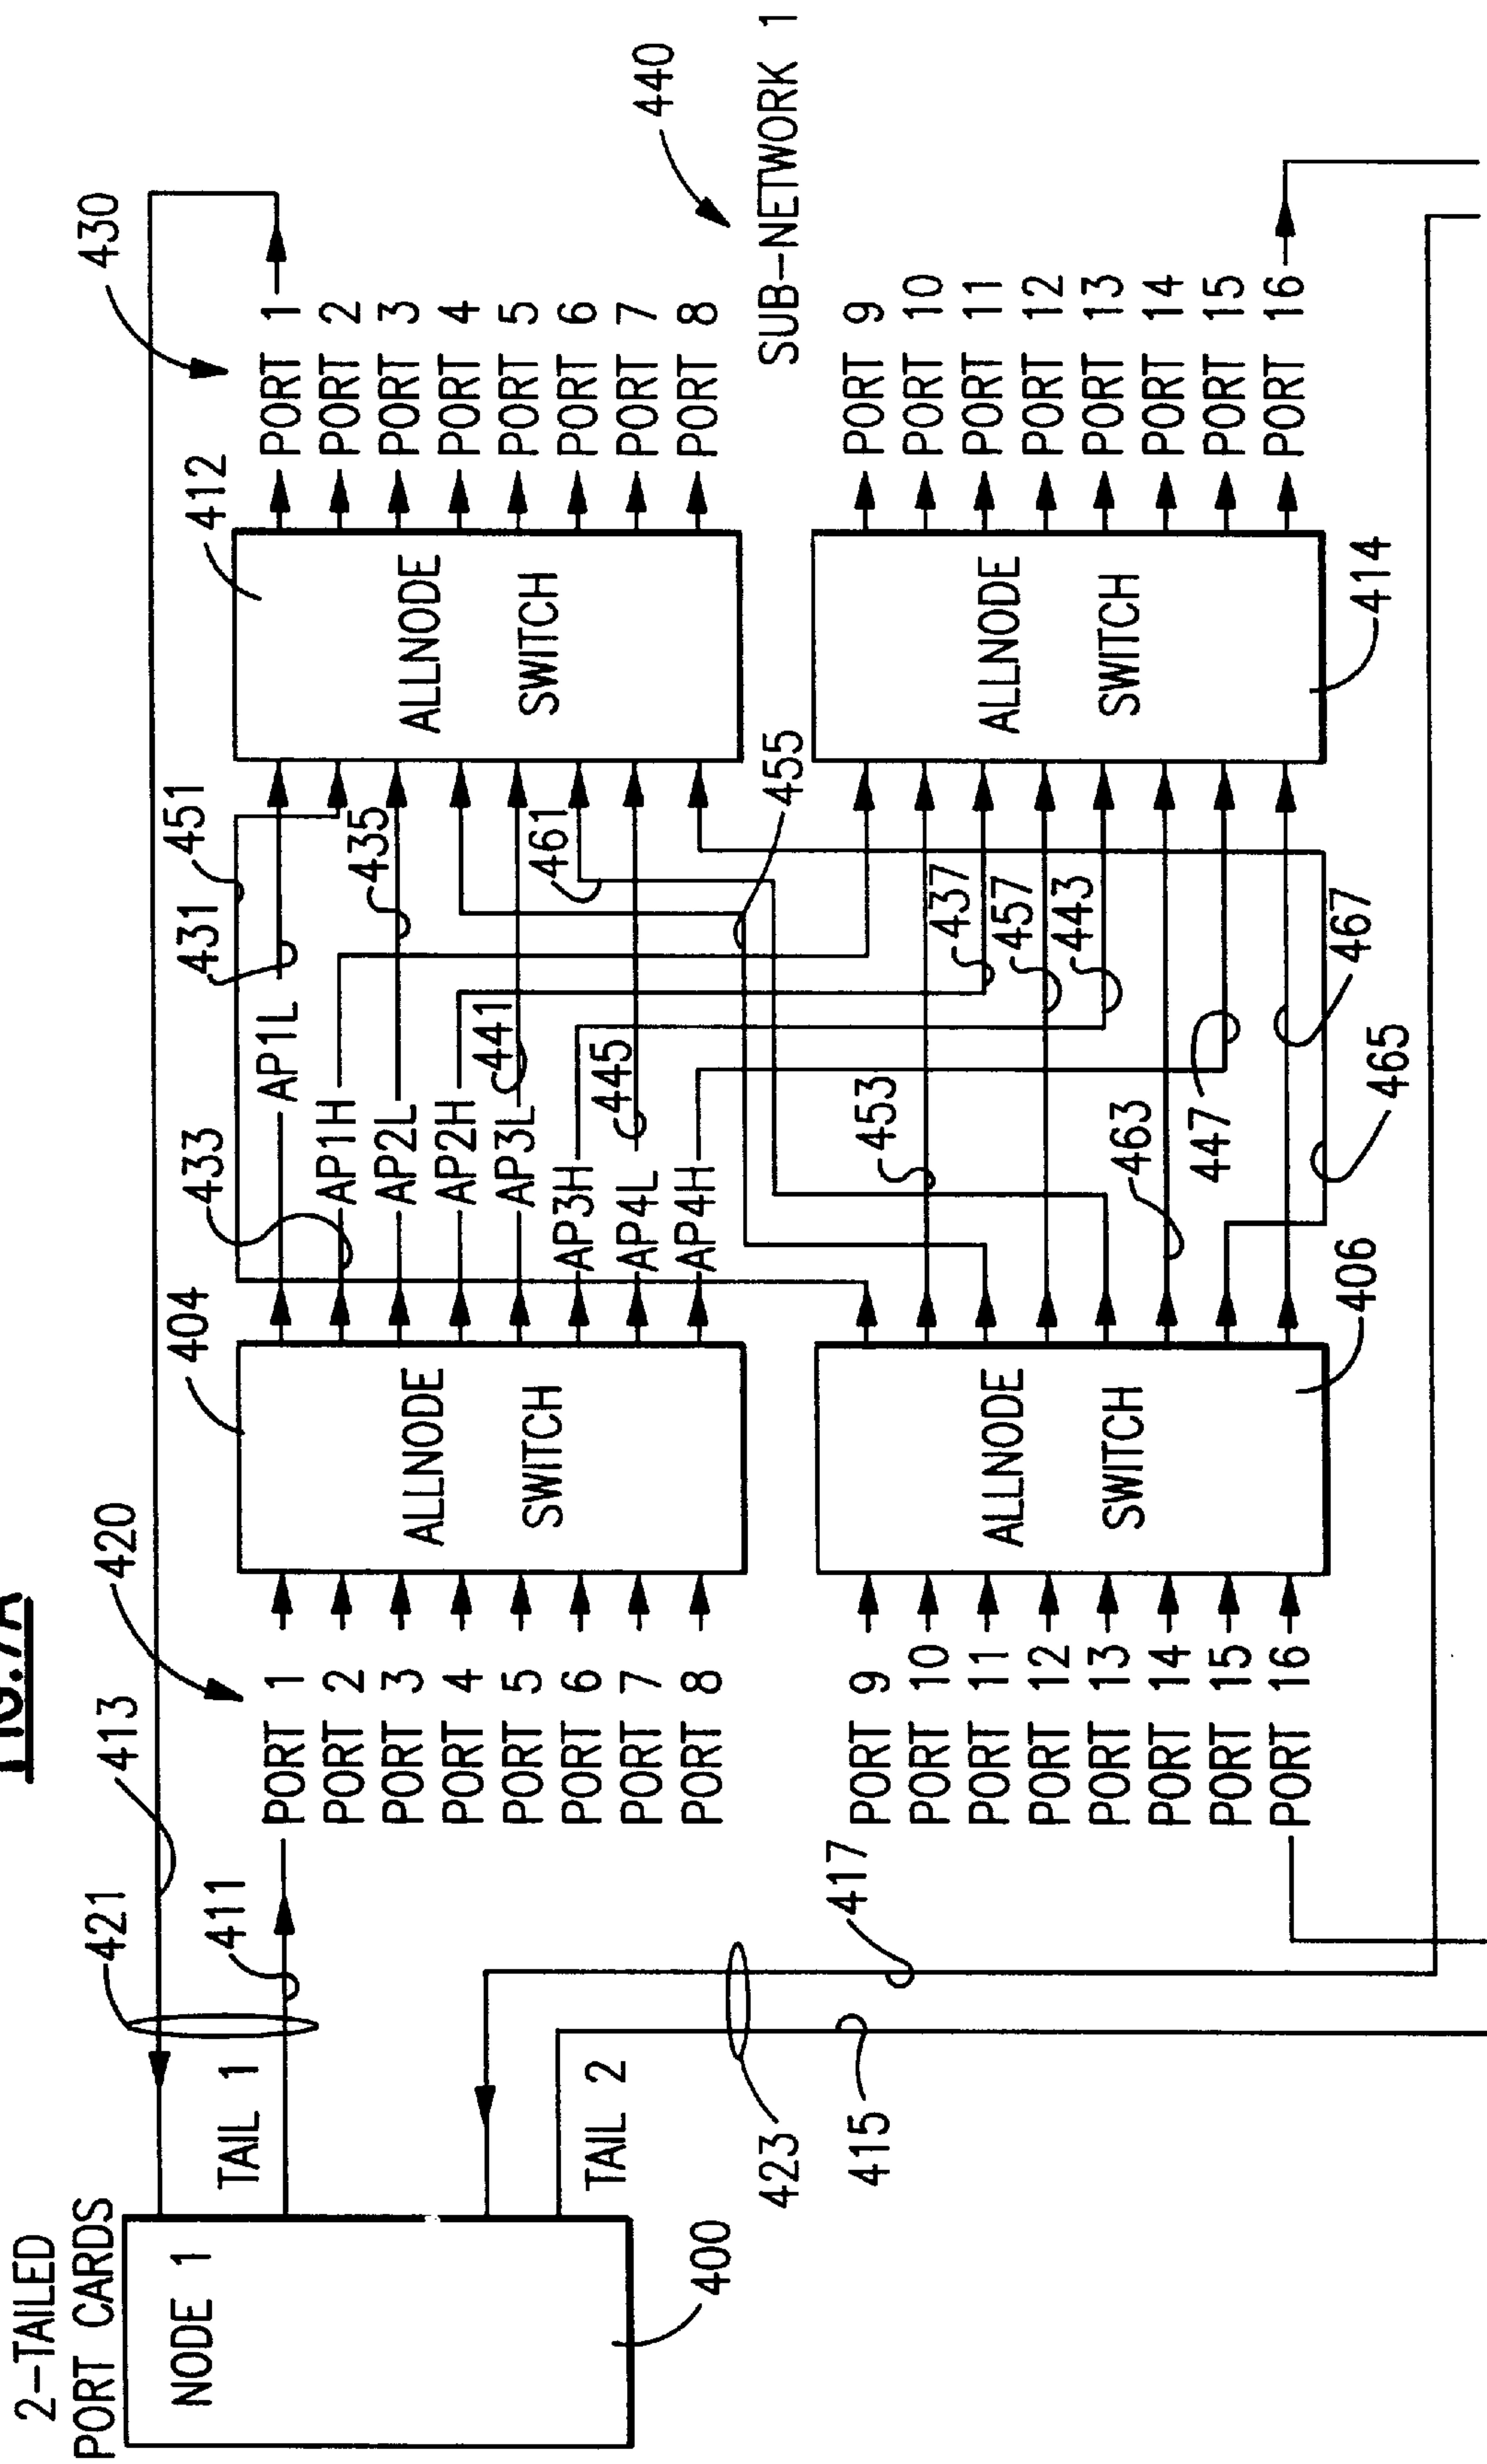 FIG. 7A
2-TAILED
PORT CARDS
NODE 1
400
TAIL 1
TAIL 2
421
413
411
423
415
417
420
PORT 1
PORT 2
PORT 3
PORT 4
PORT 5
PORT 6
PORT 7
PORT 8
PORT 9
PORT 10
PORT 11
PORT 12
PORT 13
PORT 14
PORT 15
PORT 16
404
ALLNODE
SWITCH
ALLNODE
SWITCH
406
433
431
451
AP1L
AP1H
AP2L
AP2H
AP3L
AP3H
AP4L
AP4H
435
441
445
461
455
453
437
457
443
463
447
467
465
412
ALLNODE
SWITCH
ALLNODE
SWITCH
414
430
PORT 1
PORT 2
PORT 3
PORT 4
PORT 5
PORT 6
PORT 7
PORT 8
PORT 9
PORT 10
PORT 11
PORT 12
PORT 13
PORT 14
PORT 15
PORT 16
440
SUB-NETWORK 1